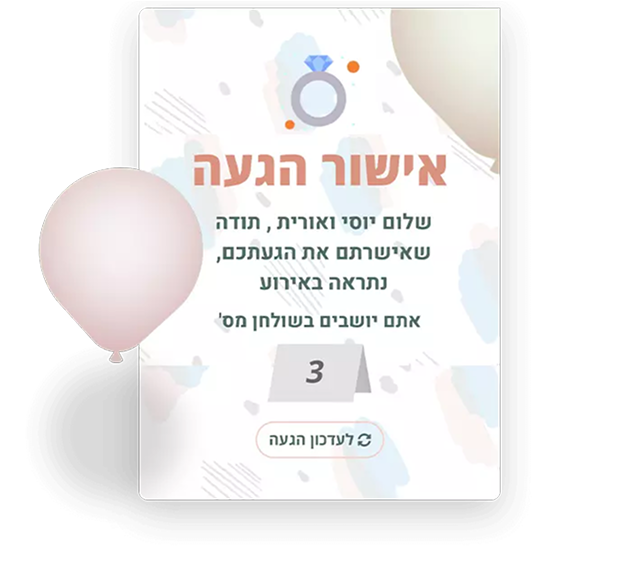 אישור הגעה
שלום יוסי ואורית , תודה
שאישרתם את הגעתכם,
נתראה באירוע
אתם יושבים בשולחן מס'
3
לעדכון הגעה